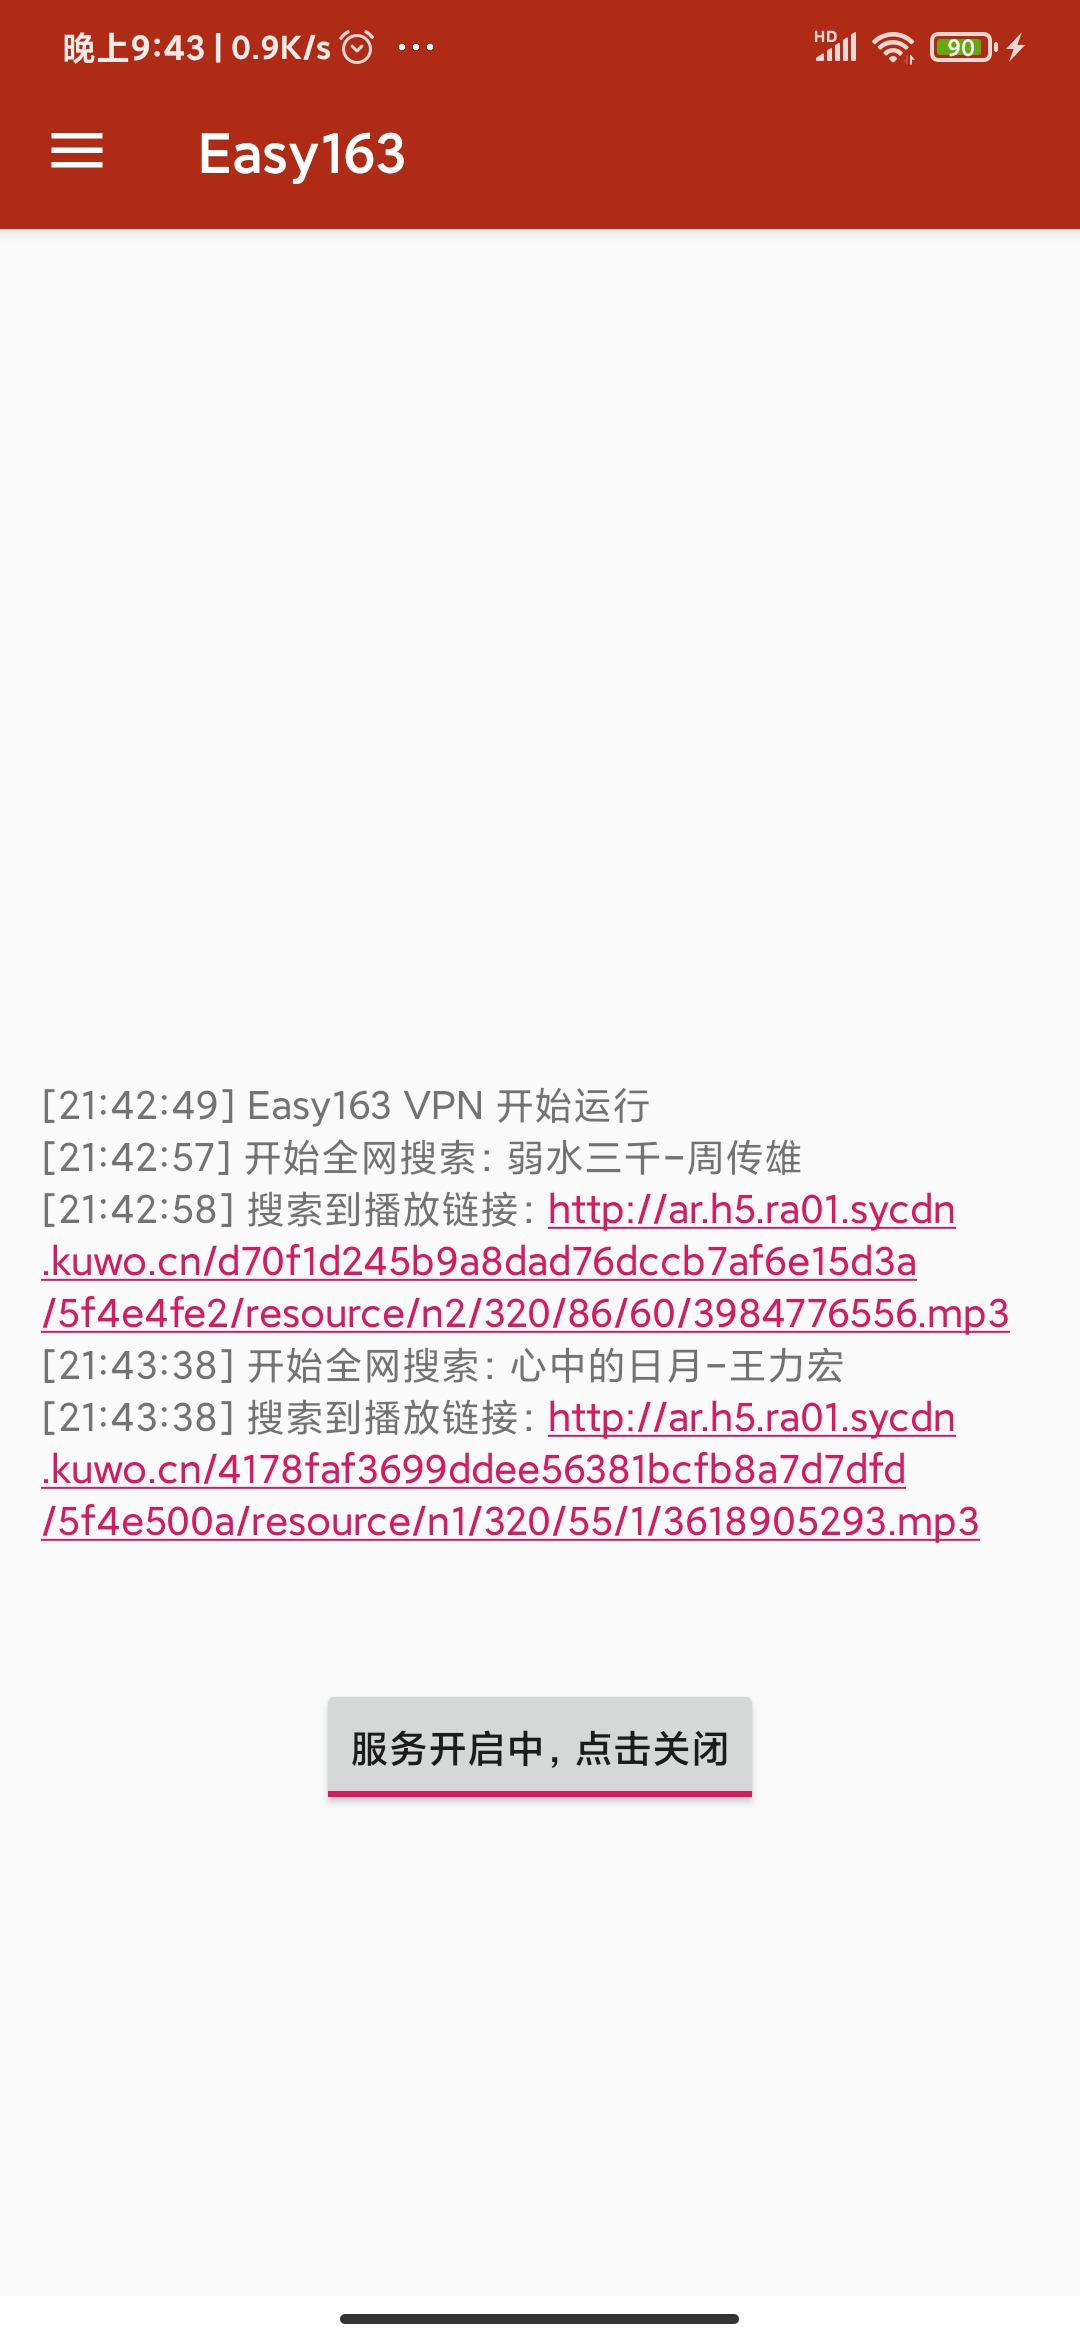 晚上9:43 | 0.9K/s ...
HD 90
Easy163
[21:42:49] Easy163 VPN 开始运行
[21:42:57] 开始全网搜索: 弱水三千-周传雄
[21:42:58] 搜索到播放链接: http://ar.h5.ra01.sycdn
.kuwo.cn/d70f1d245b9a8dad76dccb7af6e15d3a
/5f4e4fe2/resource/n2/320/86/60/3984776556.mp3
[21:43:38] 开始全网搜索: 心中的日月-王力宏
[21:43:38] 搜索到播放链接: http://ar.h5.ra01.sycdn
.kuwo.cn/4178faf3699ddee56381bcfb8a7d7dfd
/5f4e500a/resource/n1/320/55/1/3618905293.mp3
服务开启中, 点击关闭